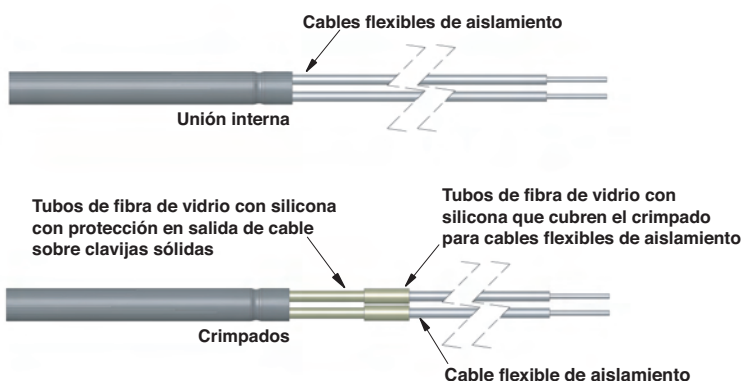 Cables flexibles de aislamiento
Unión interna
Tubos de fibra de vidrio con silicona
con protección en salida de cable
sobre clavijas sólidas
Tubos de fibra de vidrio con
silicona que cubren el crimpado
para cables flexibles de aislamiento
Crimpados
Cable flexible de aislamiento